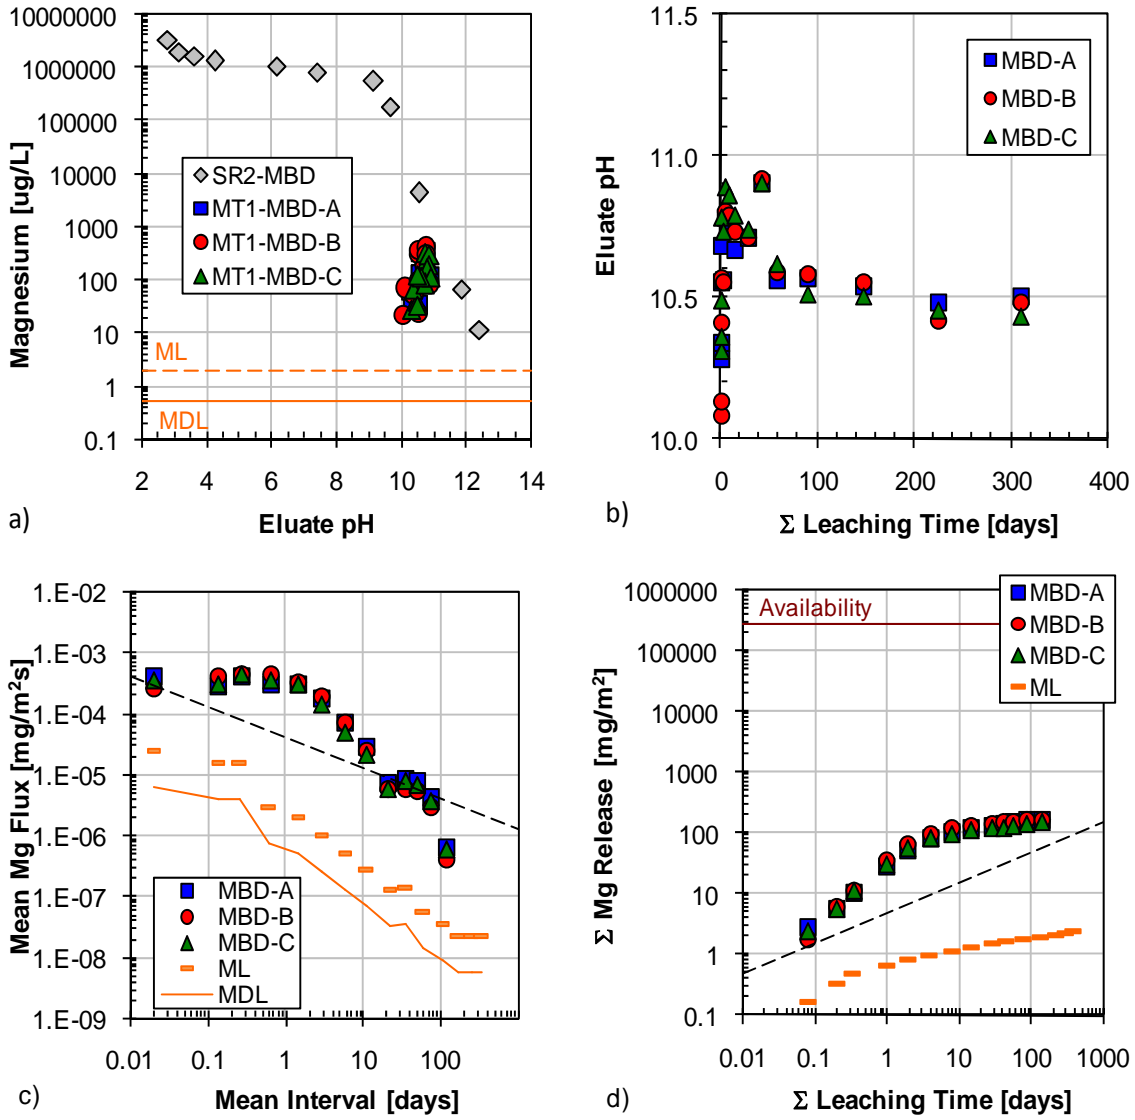 10000000
1000000
100000
10000
1000
100
10
1
0.1
Magnesium [ug/L]
SR2-MBD
MT1-MBD-A
MT1-MBD-B
MT1-MBD-C
ML
MDL
2 4 6 8 10 12 14
Eluate pH
a)
11.5
11.0
10.5
10.0
Eluate pH
MBD-A
MBD-B
MBD-C
0 100 200 300 400
Σ Leaching Time [days]
b)
1.E-02
1.E-03
1.E-04
1.E-05
1.E-06
1.E-07
1.E-08
1.E-09
Mean Mg Flux [mg/m²s]
MBD-A
MBD-B
MBD-C
ML
MDL
0.01 0.1 1 10 100
Mean Interval [days]
c)
1000000
100000
10000
1000
100
10
1
0.1
Σ Mg Release [mg/m²]
Availability
MBD-A
MBD-B
MBD-C
ML
0.01 0.1 1 10 100 1000
Σ Leaching Time [days]
d)